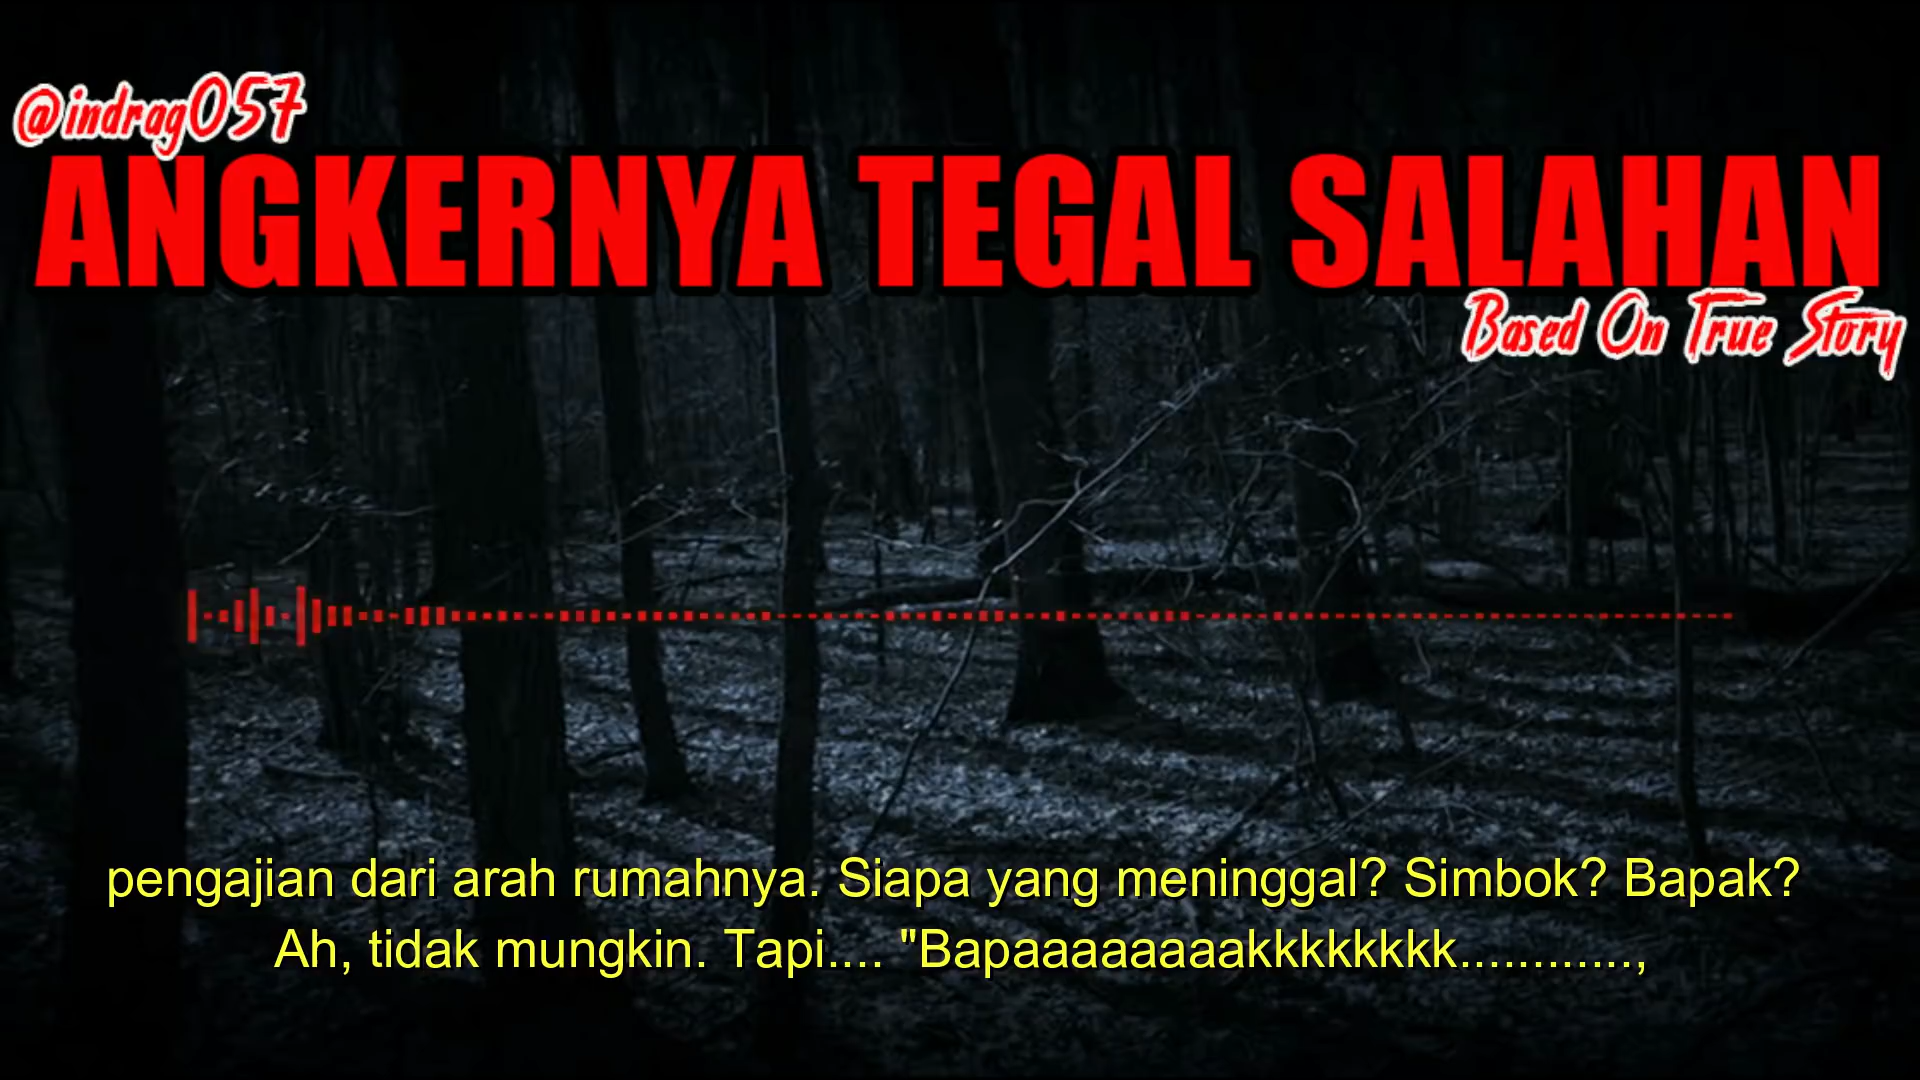 @indrag057
ANGKERNYA TEGAL SALAHAN
Based On True Story
pengajian dari arah rumahnya. Siapa yang meninggal? Simbok? Bapak?
Ah, tidak mungkin. Tapi.... "Bapaaaaaaaakkkkkkkk............,